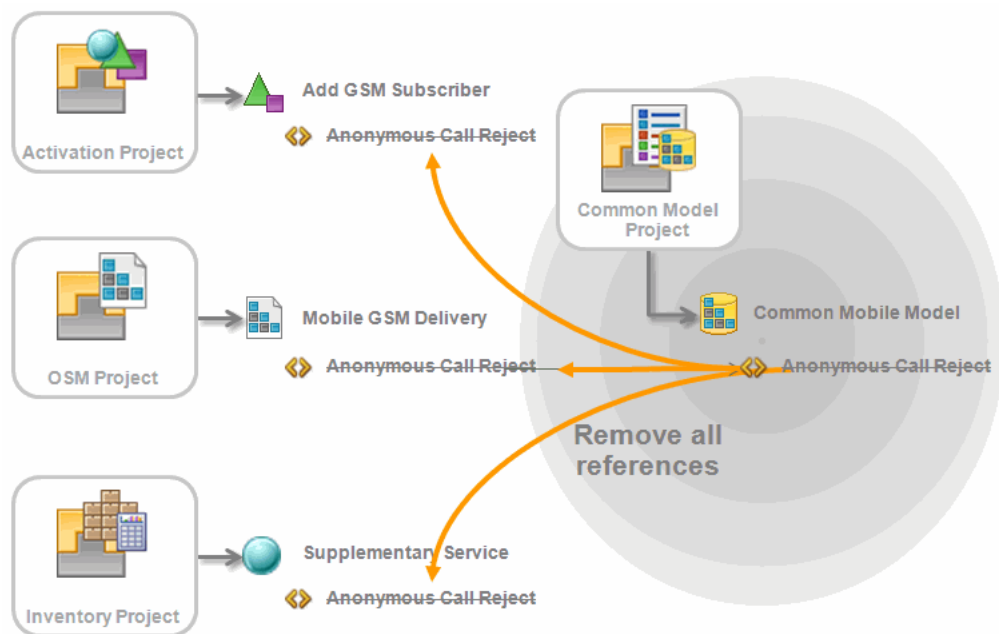 Add GSM Subscriber
Anonymous Call Reject
Activation Project
Common Model
Project
Mobile GSM Delivery
Common Mobile Model
Anonymous Call Reject
Anonymous Call Reject
OSM Project
Remove all
references
Supplementary Service
Anonymous Call Reject
Inventory Project